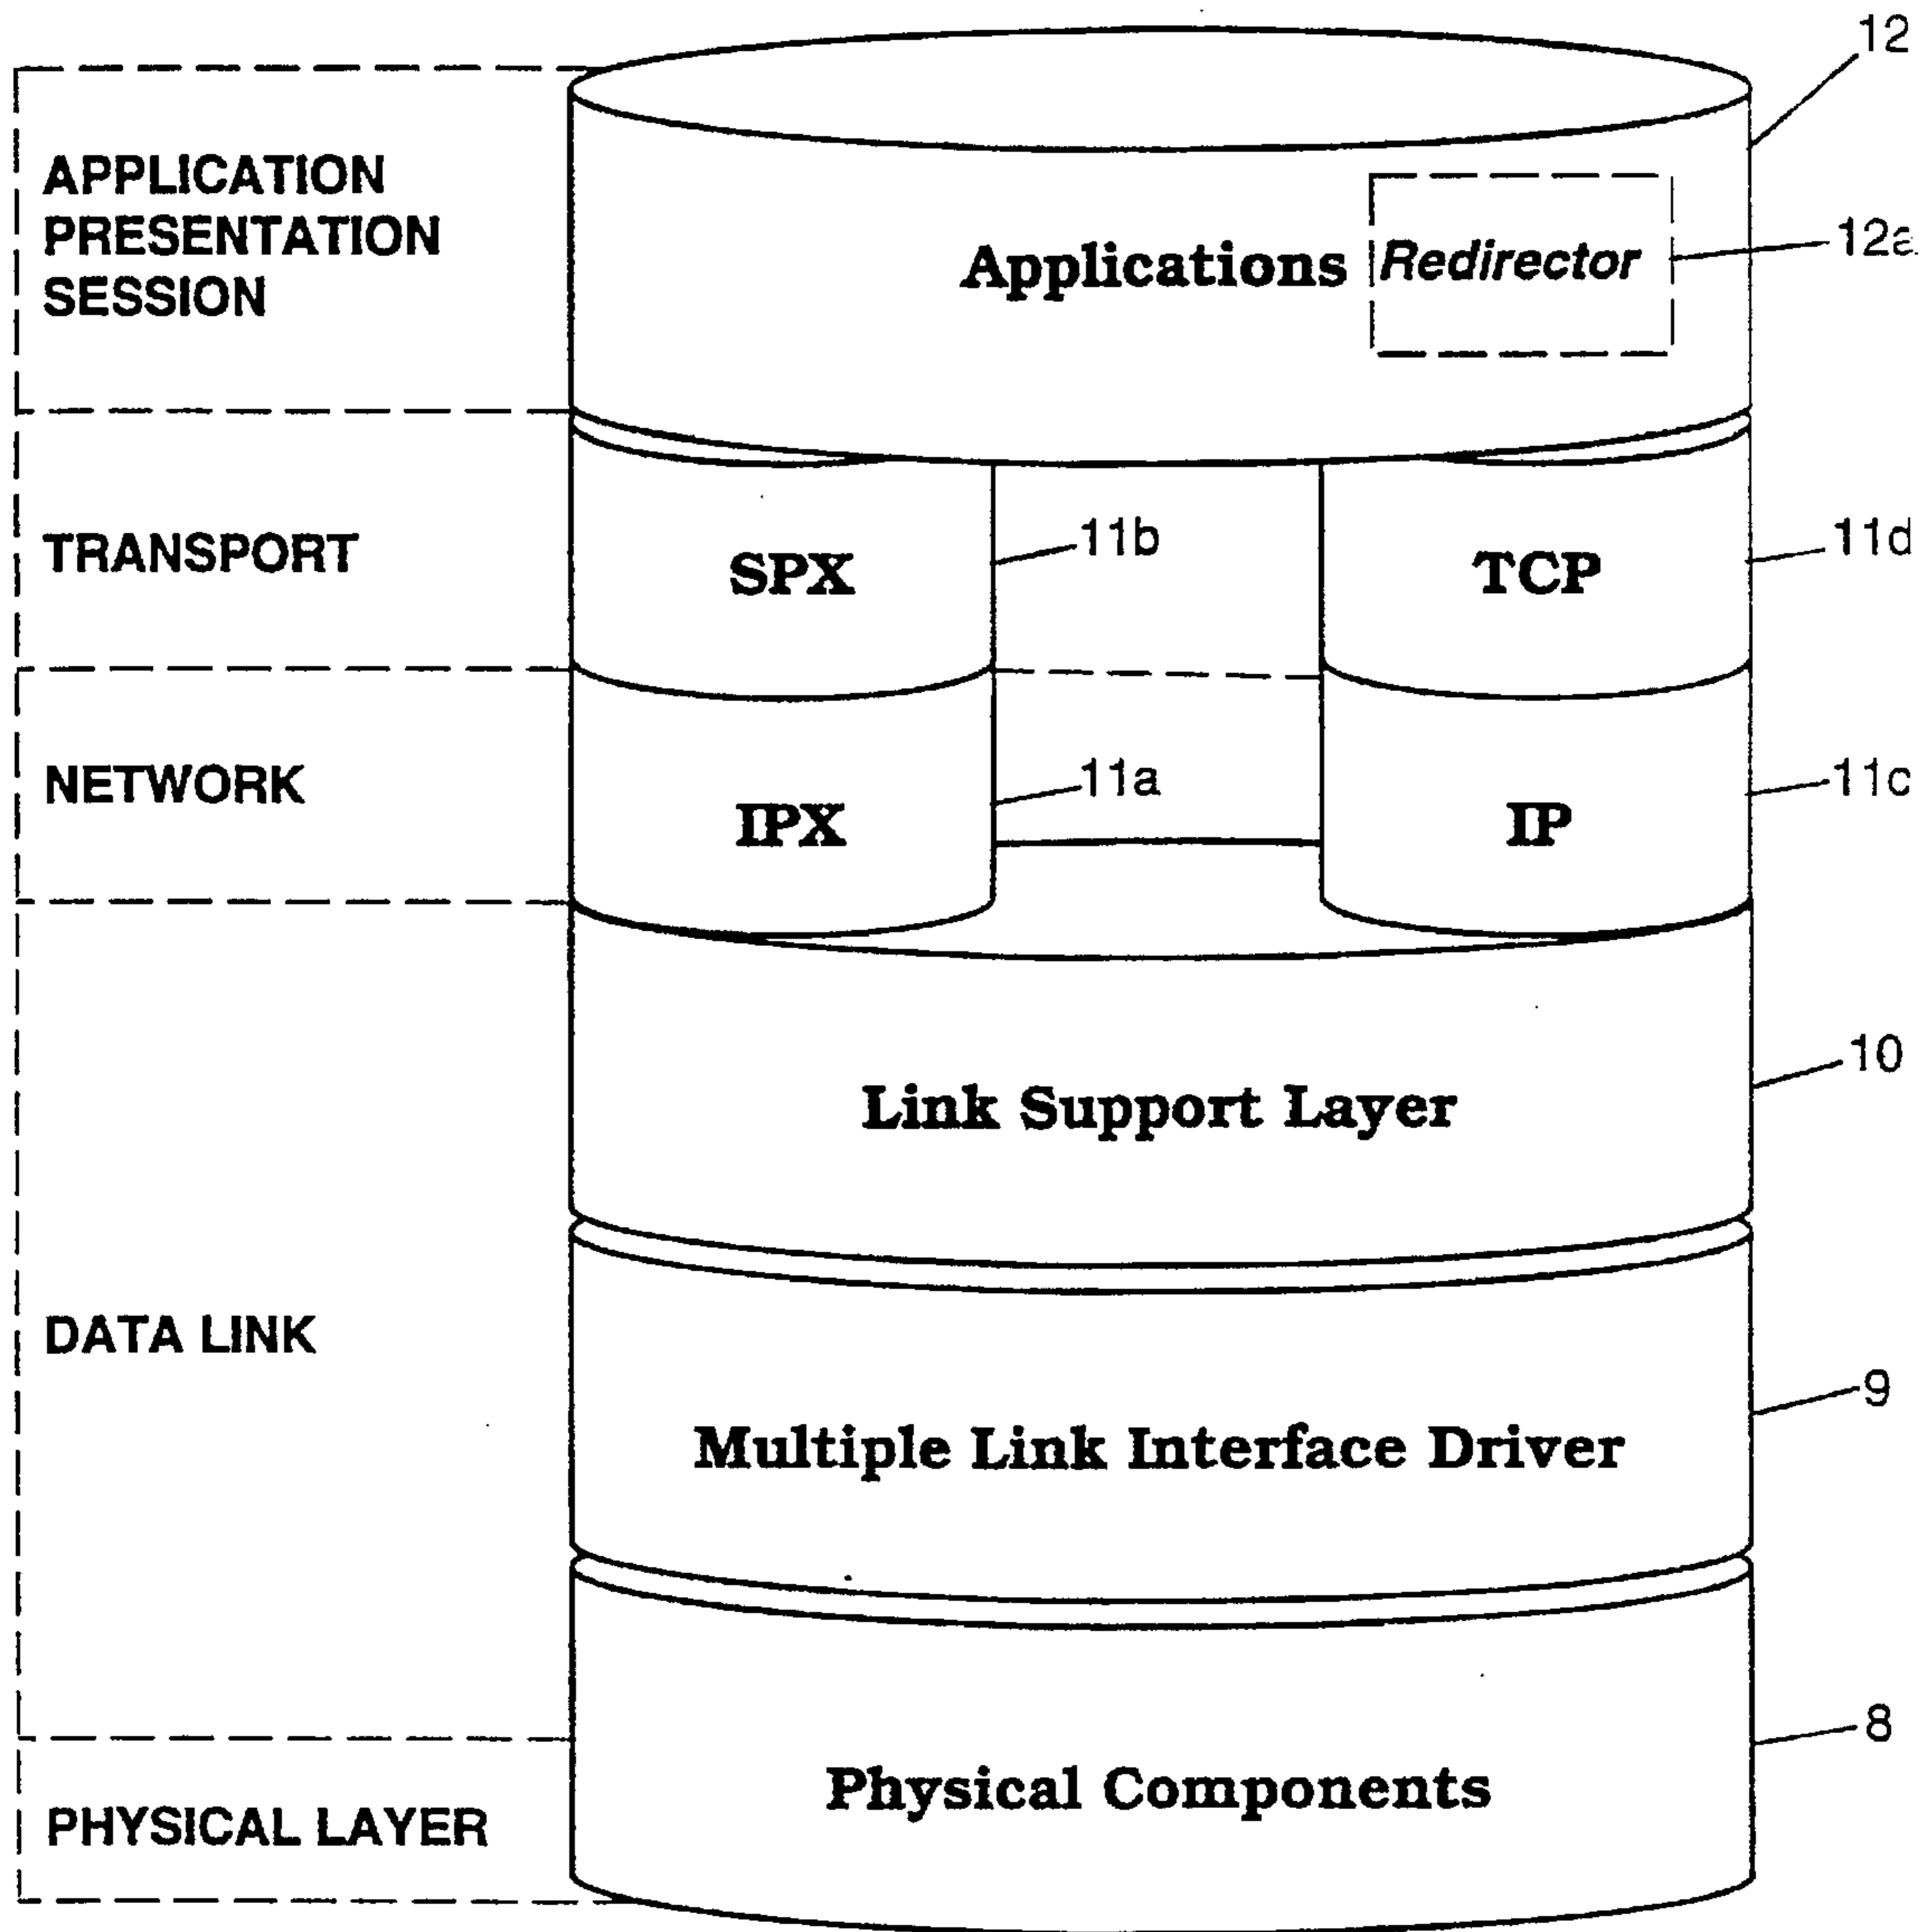 12
APPLICATION
PRESENTATION
SESSION
Applications
Redirector
12a
TRANSPORT
SPX
11b
TCP
11d
NETWORK
IPX
11a
IP
11c
Link Support Layer
10
DATA LINK
Multiple Link Interface Driver
9
Physical Components
8
PHYSICAL LAYER